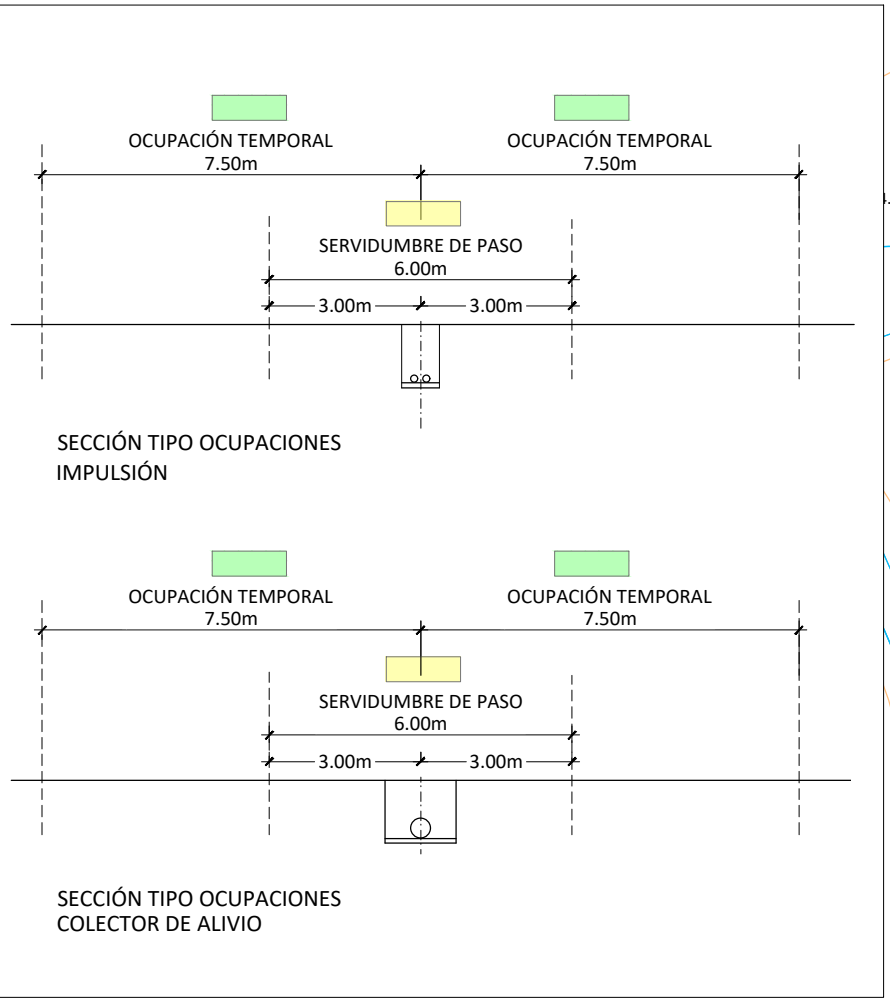 OCUPACIÓN TEMPORAL
7.50m
OCUPACIÓN TEMPORAL
7.50m
SERVIDUMBRE DE PASO
6.00m
3.00m
3.00m
SECCIÓN TIPO OCUPACIONES
IMPULSIÓN
OCUPACIÓN TEMPORAL
7.50m
OCUPACIÓN TEMPORAL
7.50m
SERVIDUMBRE DE PASO
6.00m
3.00m
3.00m
SECCIÓN TIPO OCUPACIONES
COLECTOR DE ALIVIO